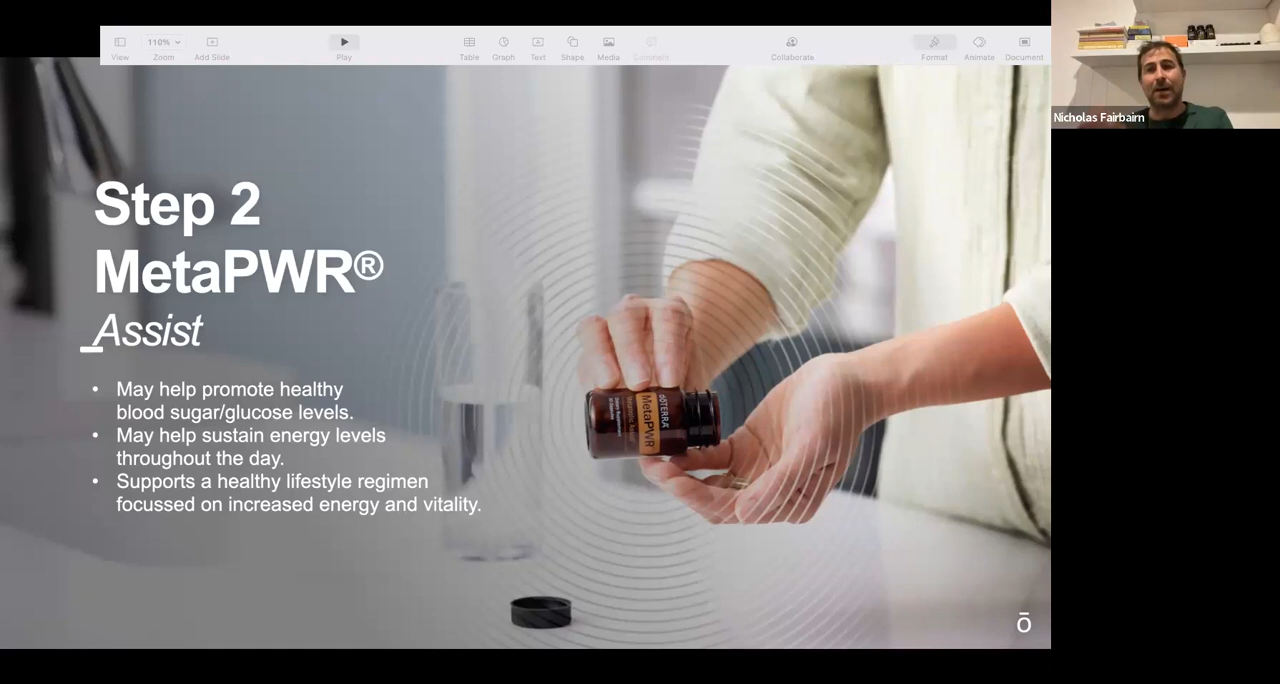 110%
View
Zoom
Add Slide
Play
Table
Graph
Text
Shape
Media
Comment
Collaborate
Format
Animate
Document
Nicholas Fairbairn
Step 2
MetaPWR®
Assist
• May help promote healthy
blood sugar/glucose levels.
• May help sustain energy levels
throughout the day.
• Supports a healthy lifestyle regimen
focussed on increased energy and vitality.
dōTERRA
MetaPWR
ō